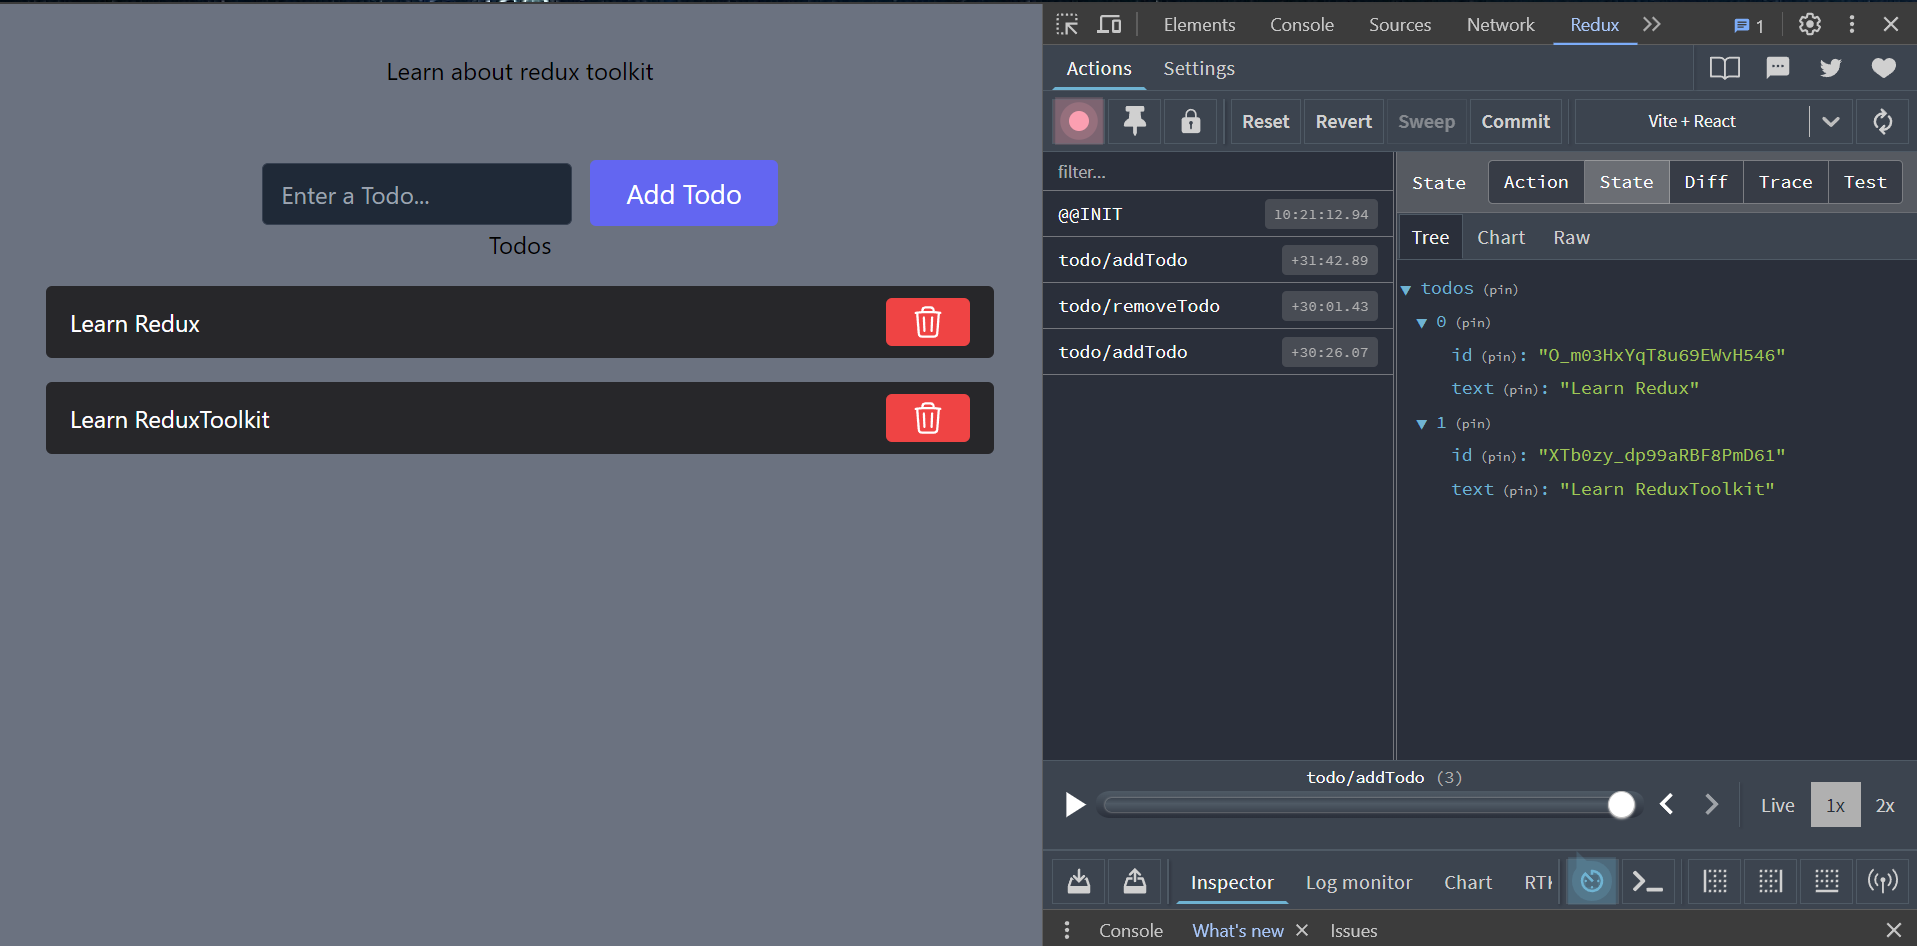 Learn about redux toolkit
Enter a Todo...
Add Todo
Todos
Learn Redux
Learn ReduxToolkit
Elements Console Sources Network Redux 1
Actions Settings
Reset Revert Sweep Commit Vite + React
filter...
@@INIT 10:21:12.94
todo/addTodo +31:42.89
todo/removeTodo +30:01.43
todo/addTodo +30:26.07
State Action State Diff Trace Test
Tree Chart Raw
todos (pin)
0 (pin)
id (pin): "O_m03HxYqT8u69EWvH546"
text (pin): "Learn Redux"
1 (pin)
id (pin): "XTb0zy_dp99aRBF8PmD61"
text (pin): "Learn ReduxToolkit"
todo/addTodo (3)
Live 1x 2x
Inspector Log monitor Chart RTK
Console What's new Issues